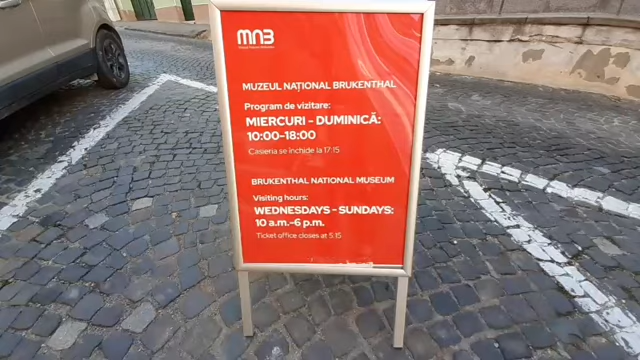 MNB
MUZEUL NAȚIONAL BRUKENTHAL
Program de vizitare:
MIERCURI - DUMINICĂ:
10:00-18:00
Casieria se închide la 17:15
BRUKENTHAL NATIONAL MUSEUM
Visiting hours:
WEDNESDAYS - SUNDAYS:
10 a.m.-6 p.m.
Ticket office closes at 5:15